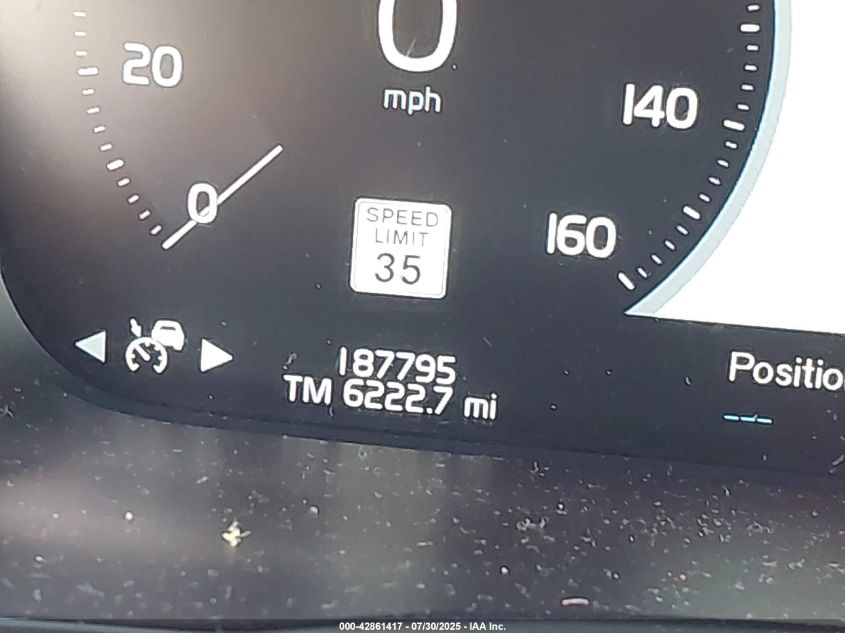 0
mph
20
140
0
160
SPEED
LIMIT
35
187795
TM 6222.7 mi
Positio
000-42861417 - 07/30/2025 - IAA Inc.